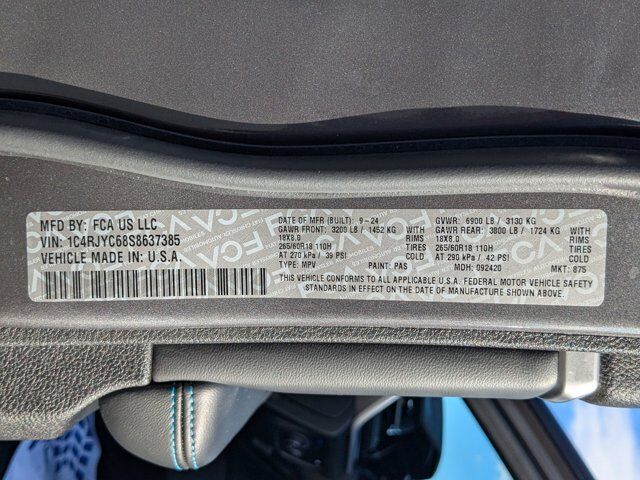 MFD BY: FCA US LLC
VIN: 1C4RJYC68S8637385
VEHICLE MADE IN: U.S.A.
DATE OF MFR (BUILT): 9-24
GAWR FRONT: 3200 LB / 1452 KG WITH
18X8.0 RIMS
265/60R18 110H TIRES
AT 270 kPa / 39 PSI COLD
TYPE: MPV PAINT: PAS
GVWR: 6900 LB / 3130 KG
GAWR REAR: 3800 LB / 1724 KG WITH
18X8.0 RIMS
265/60R18 110H TIRES
AT 290 kPa / 42 PSI COLD
MDH: 092420 MKT: 875
THIS VEHICLE CONFORMS TO ALL APPLICABLE U.S.A. FEDERAL MOTOR VEHICLE SAFETY
STANDARDS IN EFFECT ON THE DATE OF MANUFACTURE SHOWN ABOVE.